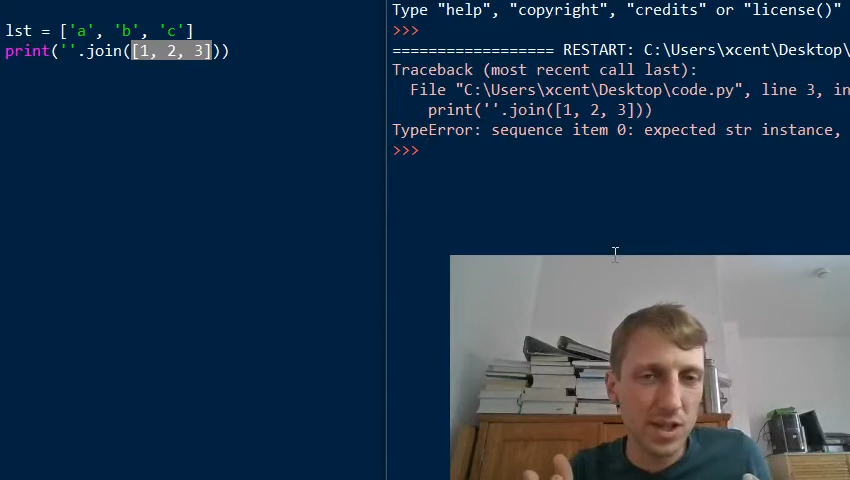 lst = ['a', 'b', 'c']
print(''.join([1, 2, 3]))
Type "help", "copyright", "credits" or "license()"
>>>
================== RESTART: C:\Users\xcent\Desktop\
Traceback (most recent call last):
File "C:\Users\xcent\Desktop\code.py", line 3, in
print(''.join([1, 2, 3]))
TypeError: sequence item 0: expected str instance,
>>>